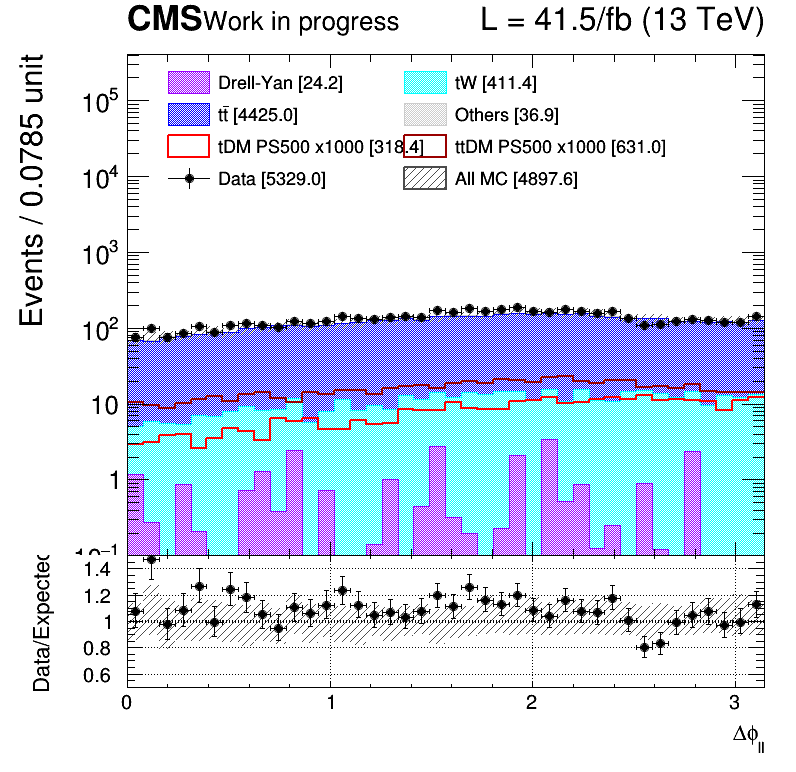 CMS Work in progress L = 41.5/fb (13 TeV)
Events / 0.0785 unit
10⁵
10⁴
10³
10²
10
1
10⁻¹
Drell-Yan [24.2] tW [411.4]
tt̄ [4425.0] Others [36.9]
tDM PS500 x1000 [318.4] ttDM PS500 x1000 [631.0]
Data [5329.0] All MC [4897.6]
Data/Expected
1.4
1.2
1
0.8
0.6
0 1 2 3
Δϕ_ll